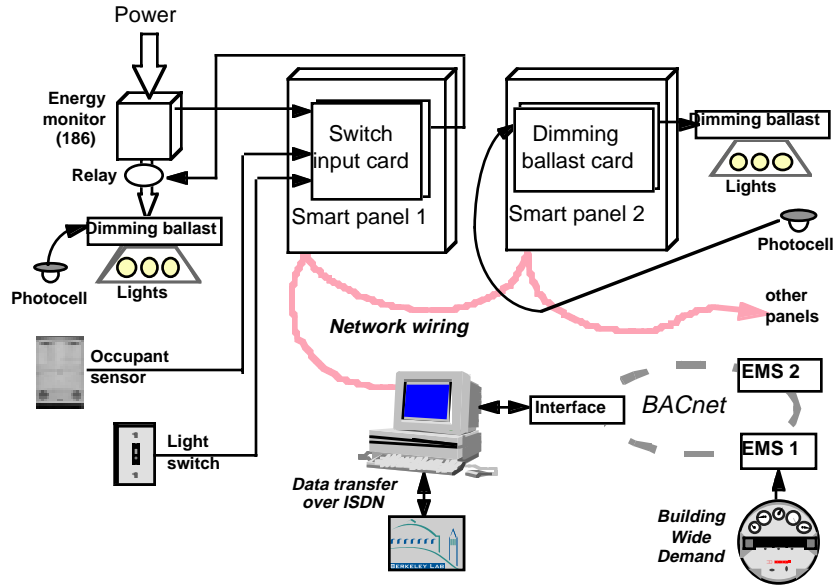 Power
Energy
monitor
(186)
Relay
Dimming ballast
Photocell
Lights
Switch
input card
Smart panel 1
Dimming
ballast card
Smart panel 2
Dimming ballast
Lights
Photocell
other
panels
Network wiring
Occupant
sensor
Light
switch
Interface
BACnet
EMS 2
EMS 1
Data transfer
over ISDN
BERKELEY LAB
Building
Wide
Demand